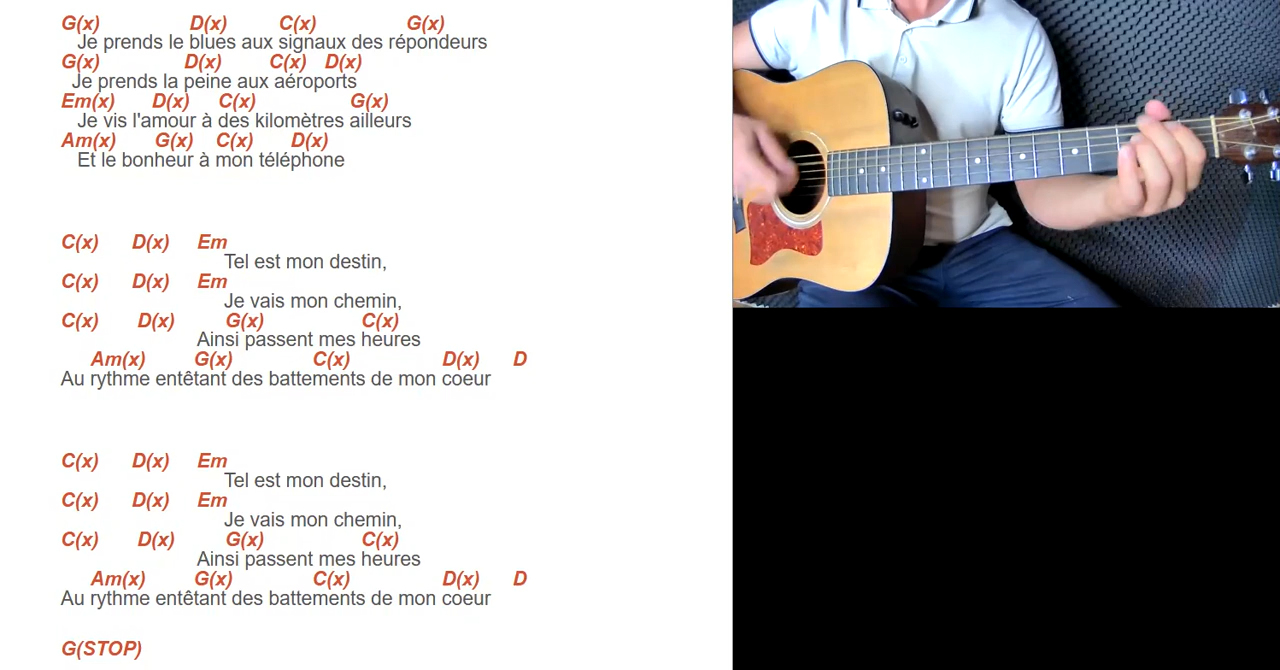 G(x) D(x) C(x) G(x)
Je prends le blues aux signaux des répondeurs
G(x) D(x) C(x) D(x)
Je prends la peine aux aéroports
Em(x) D(x) C(x) G(x)
Je vis l'amour à des kilomètres ailleurs
Am(x) G(x) C(x) D(x)
Et le bonheur à mon téléphone
C(x) D(x) Em
Tel est mon destin,
C(x) D(x) Em
Je vais mon chemin,
C(x) D(x) G(x) C(x)
Ainsi passent mes heures
Am(x) G(x) C(x) D(x) D
Au rythme entêtant des battements de mon coeur
C(x) D(x) Em
Tel est mon destin,
C(x) D(x) Em
Je vais mon chemin,
C(x) D(x) G(x) C(x)
Ainsi passent mes heures
Am(x) G(x) C(x) D(x) D
Au rythme entêtant des battements de mon coeur
G(STOP)